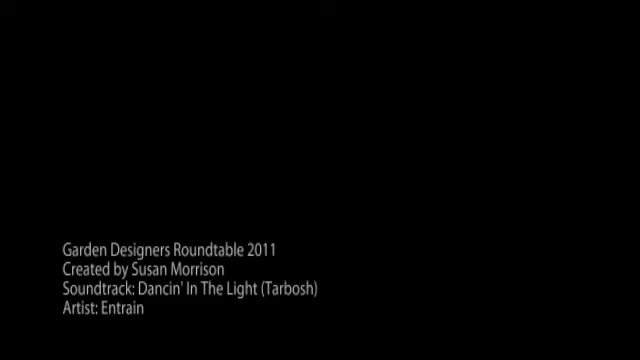 Garden Designers Roundtable 2011
Created by Susan Morrison
Soundtrack: Dancin' In The Light (Tarbosh)
Artist: Entrain